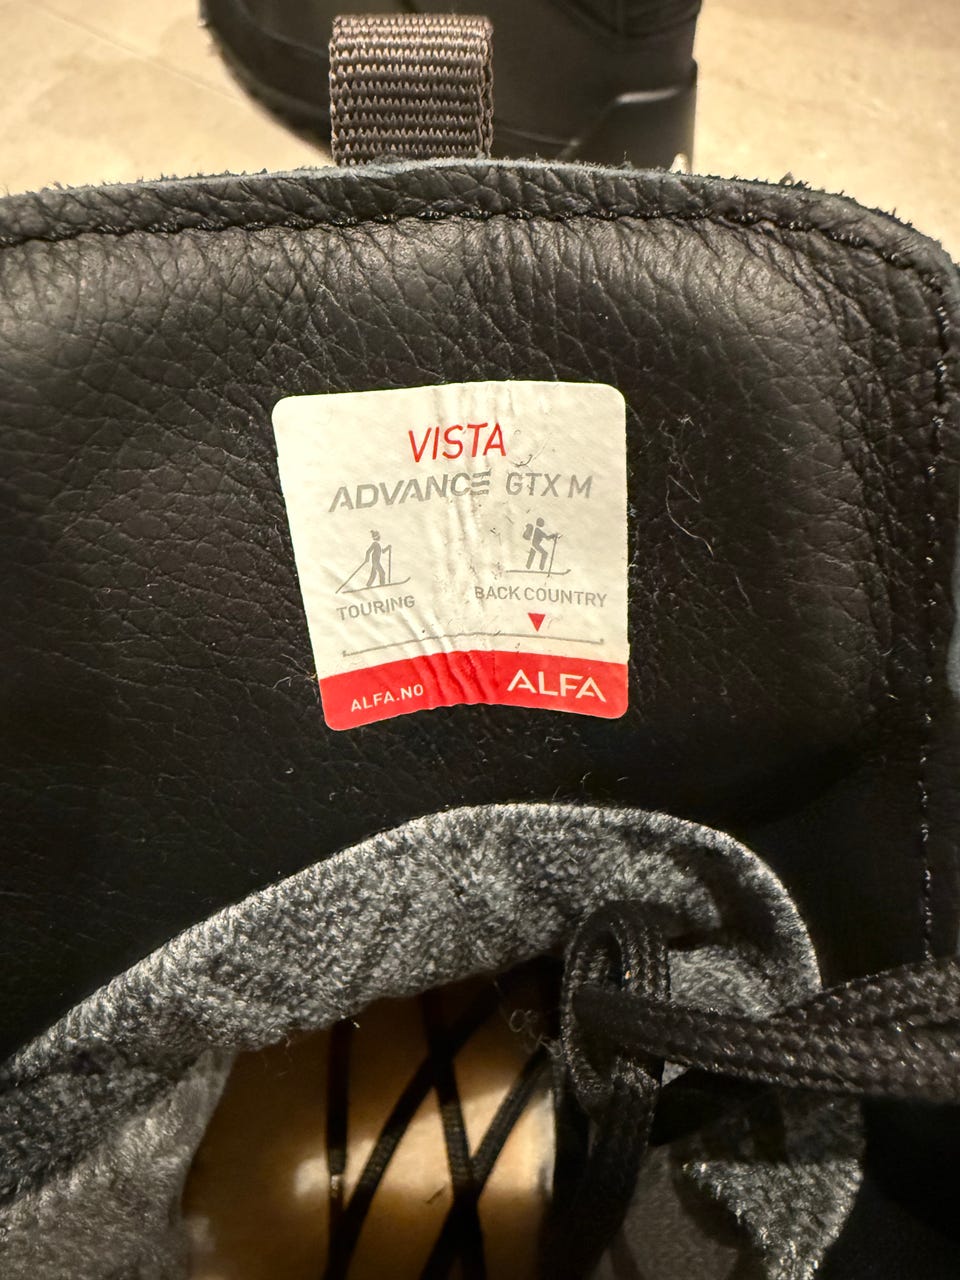 VISTA
ADVANCE GTX M
TOURING BACK COUNTRY
ALFA.NO ALFA